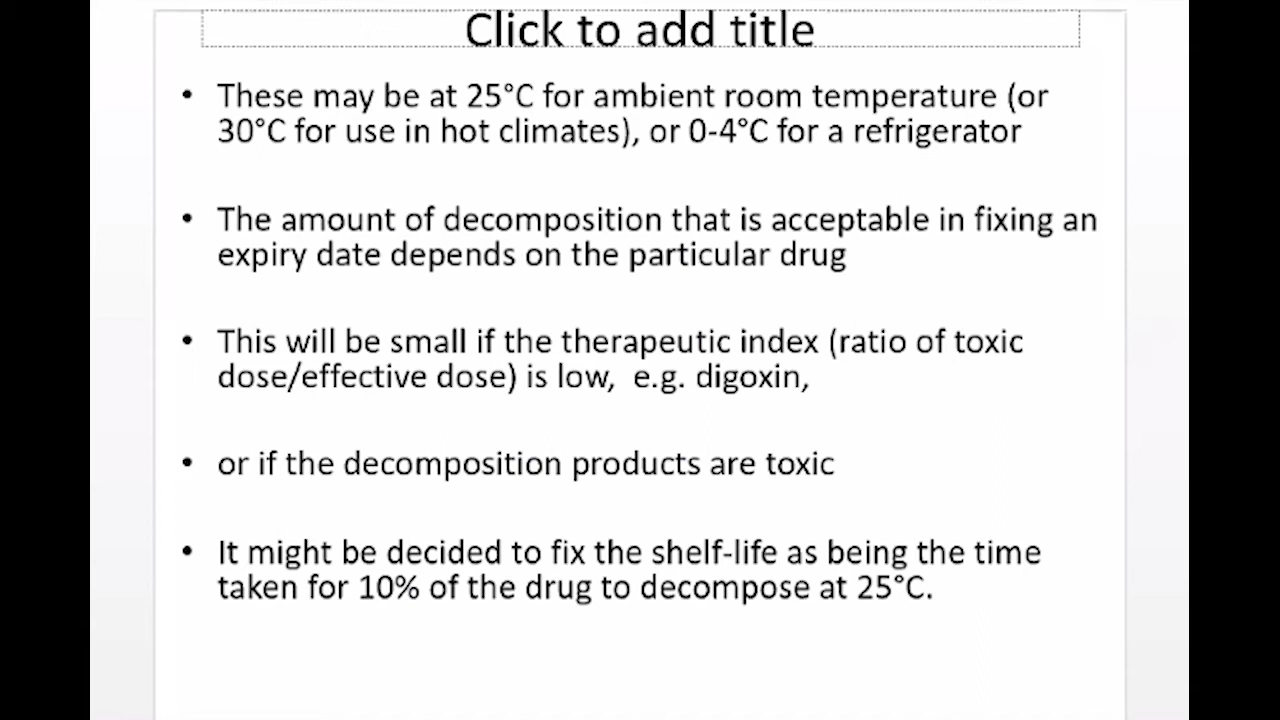 Click to add title
• These may be at 25°C for ambient room temperature (or
30°C for use in hot climates), or 0-4°C for a refrigerator
• The amount of decomposition that is acceptable in fixing an
expiry date depends on the particular drug
• This will be small if the therapeutic index (ratio of toxic
dose/effective dose) is low,  e.g. digoxin,
• or if the decomposition products are toxic
• It might be decided to fix the shelf-life as being the time
taken for 10% of the drug to decompose at 25°C.